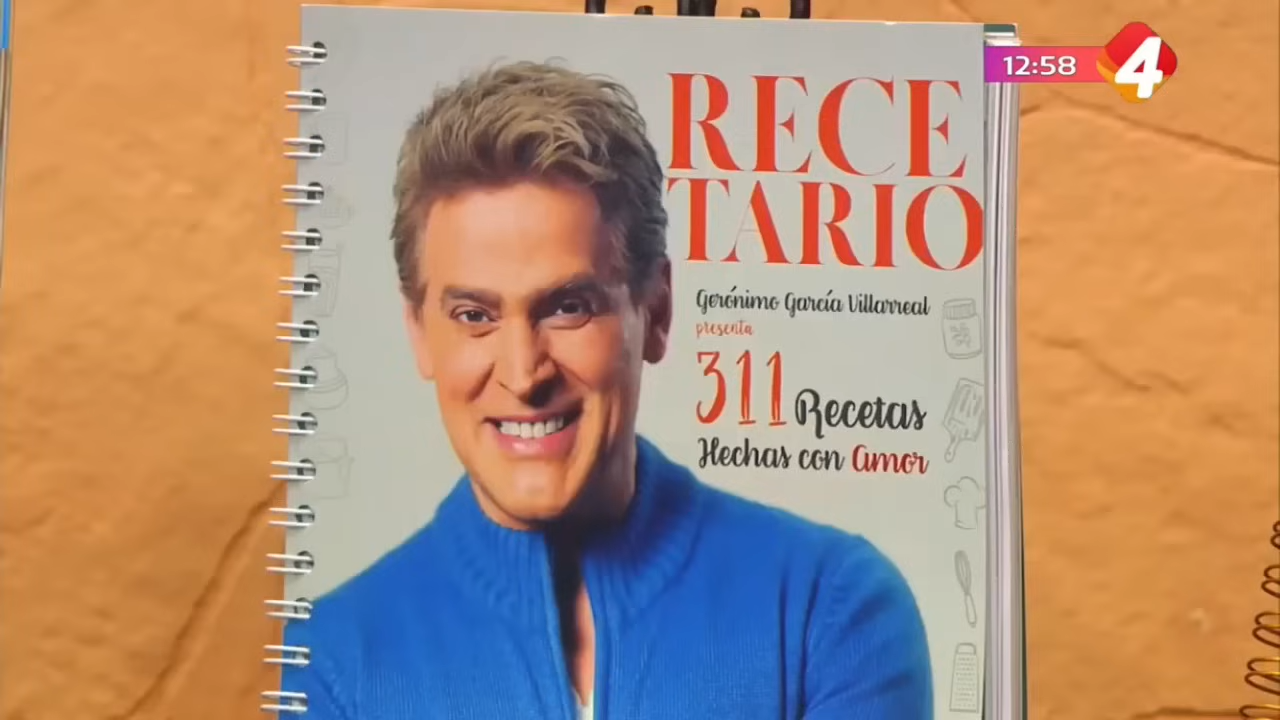 RECE
TARIO
Gerónimo García Villarreal
presenta
311 Recetas
Hechas con amor
12:58
4